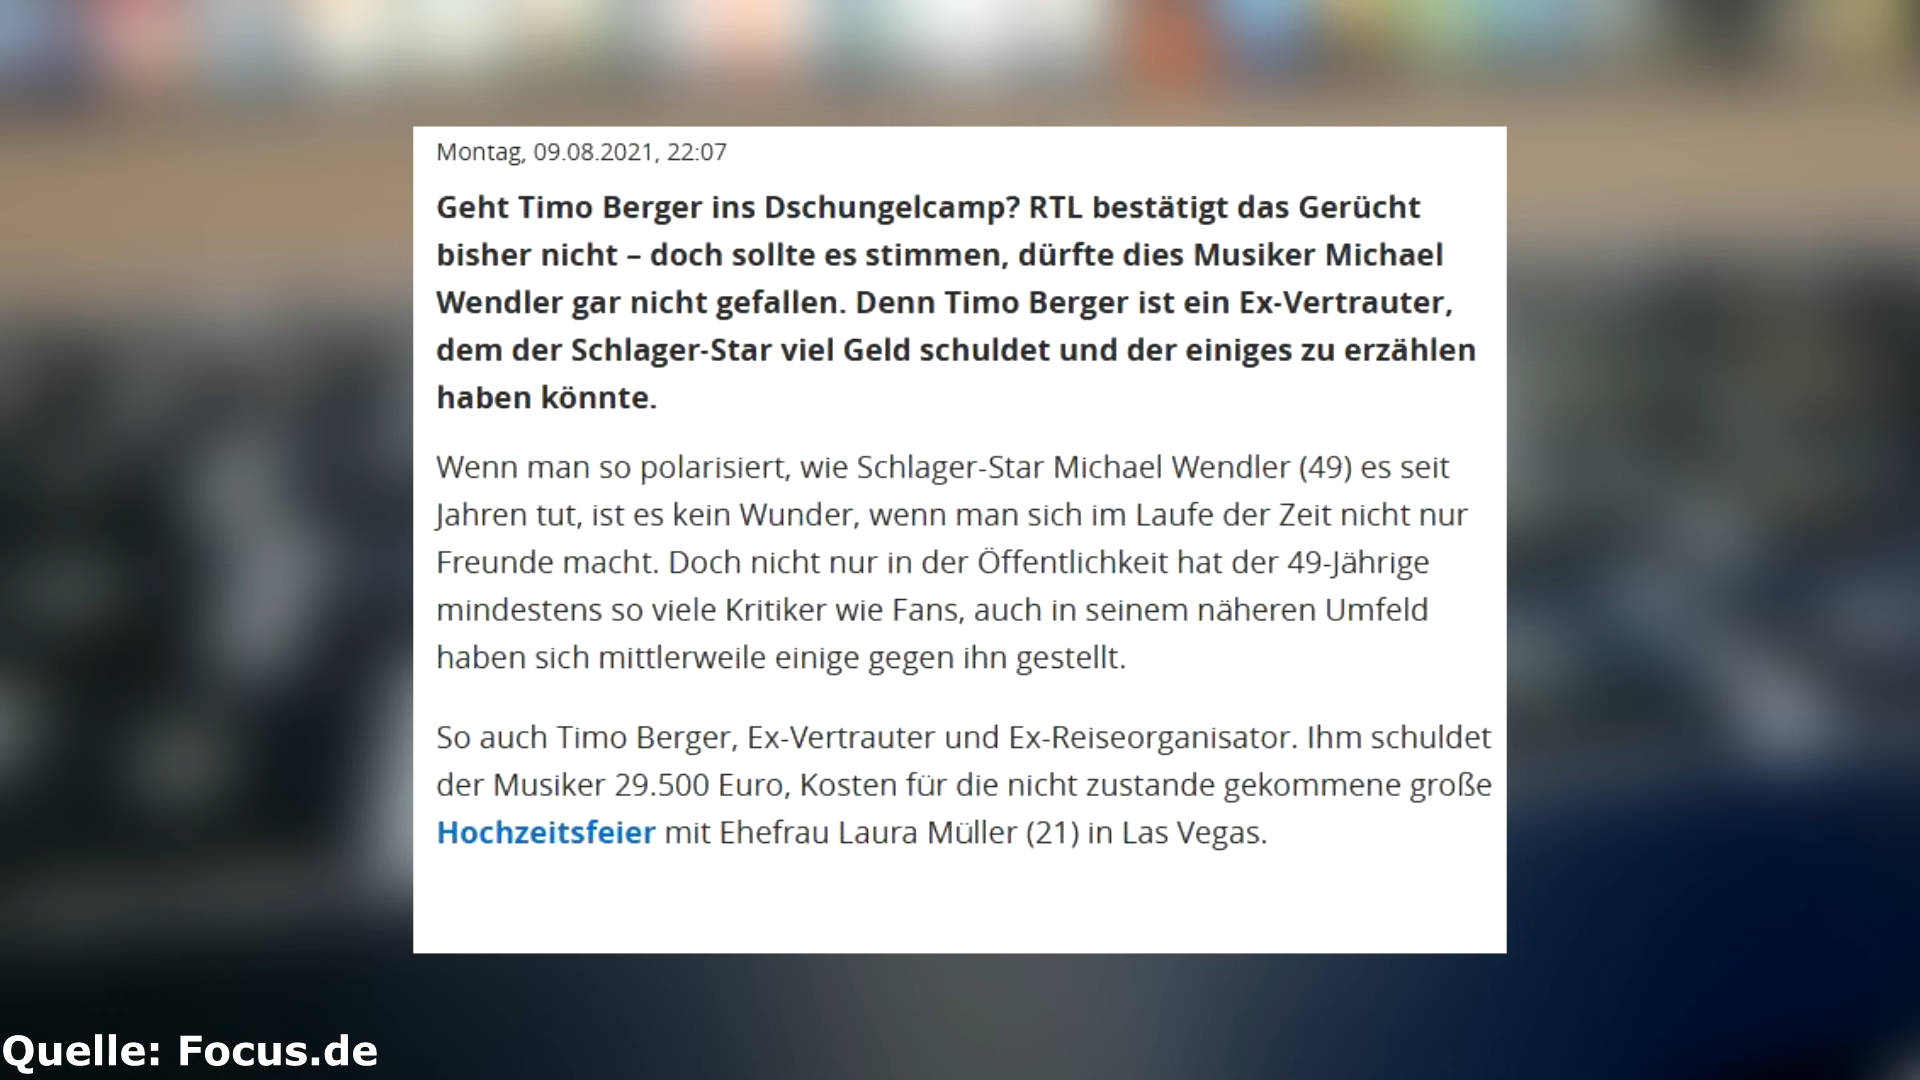 Montag, 09.08.2021, 22:07
Geht Timo Berger ins Dschungelcamp? RTL bestätigt das Gerücht
bisher nicht – doch sollte es stimmen, dürfte dies Musiker Michael
Wendler gar nicht gefallen. Denn Timo Berger ist ein Ex-Vertrauter,
dem der Schlager-Star viel Geld schuldet und der einiges zu erzählen
haben könnte.
Wenn man so polarisiert, wie Schlager-Star Michael Wendler (49) es seit
Jahren tut, ist es kein Wunder, wenn man sich im Laufe der Zeit nicht nur
Freunde macht. Doch nicht nur in der Öffentlichkeit hat der 49-Jährige
mindestens so viele Kritiker wie Fans, auch in seinem näheren Umfeld
haben sich mittlerweile einige gegen ihn gestellt.
So auch Timo Berger, Ex-Vertrauter und Ex-Reiseorganisator. Ihm schuldet
der Musiker 29.500 Euro, Kosten für die nicht zustande gekommene große
Hochzeitsfeier mit Ehefrau Laura Müller (21) in Las Vegas.
Quelle: Focus.de